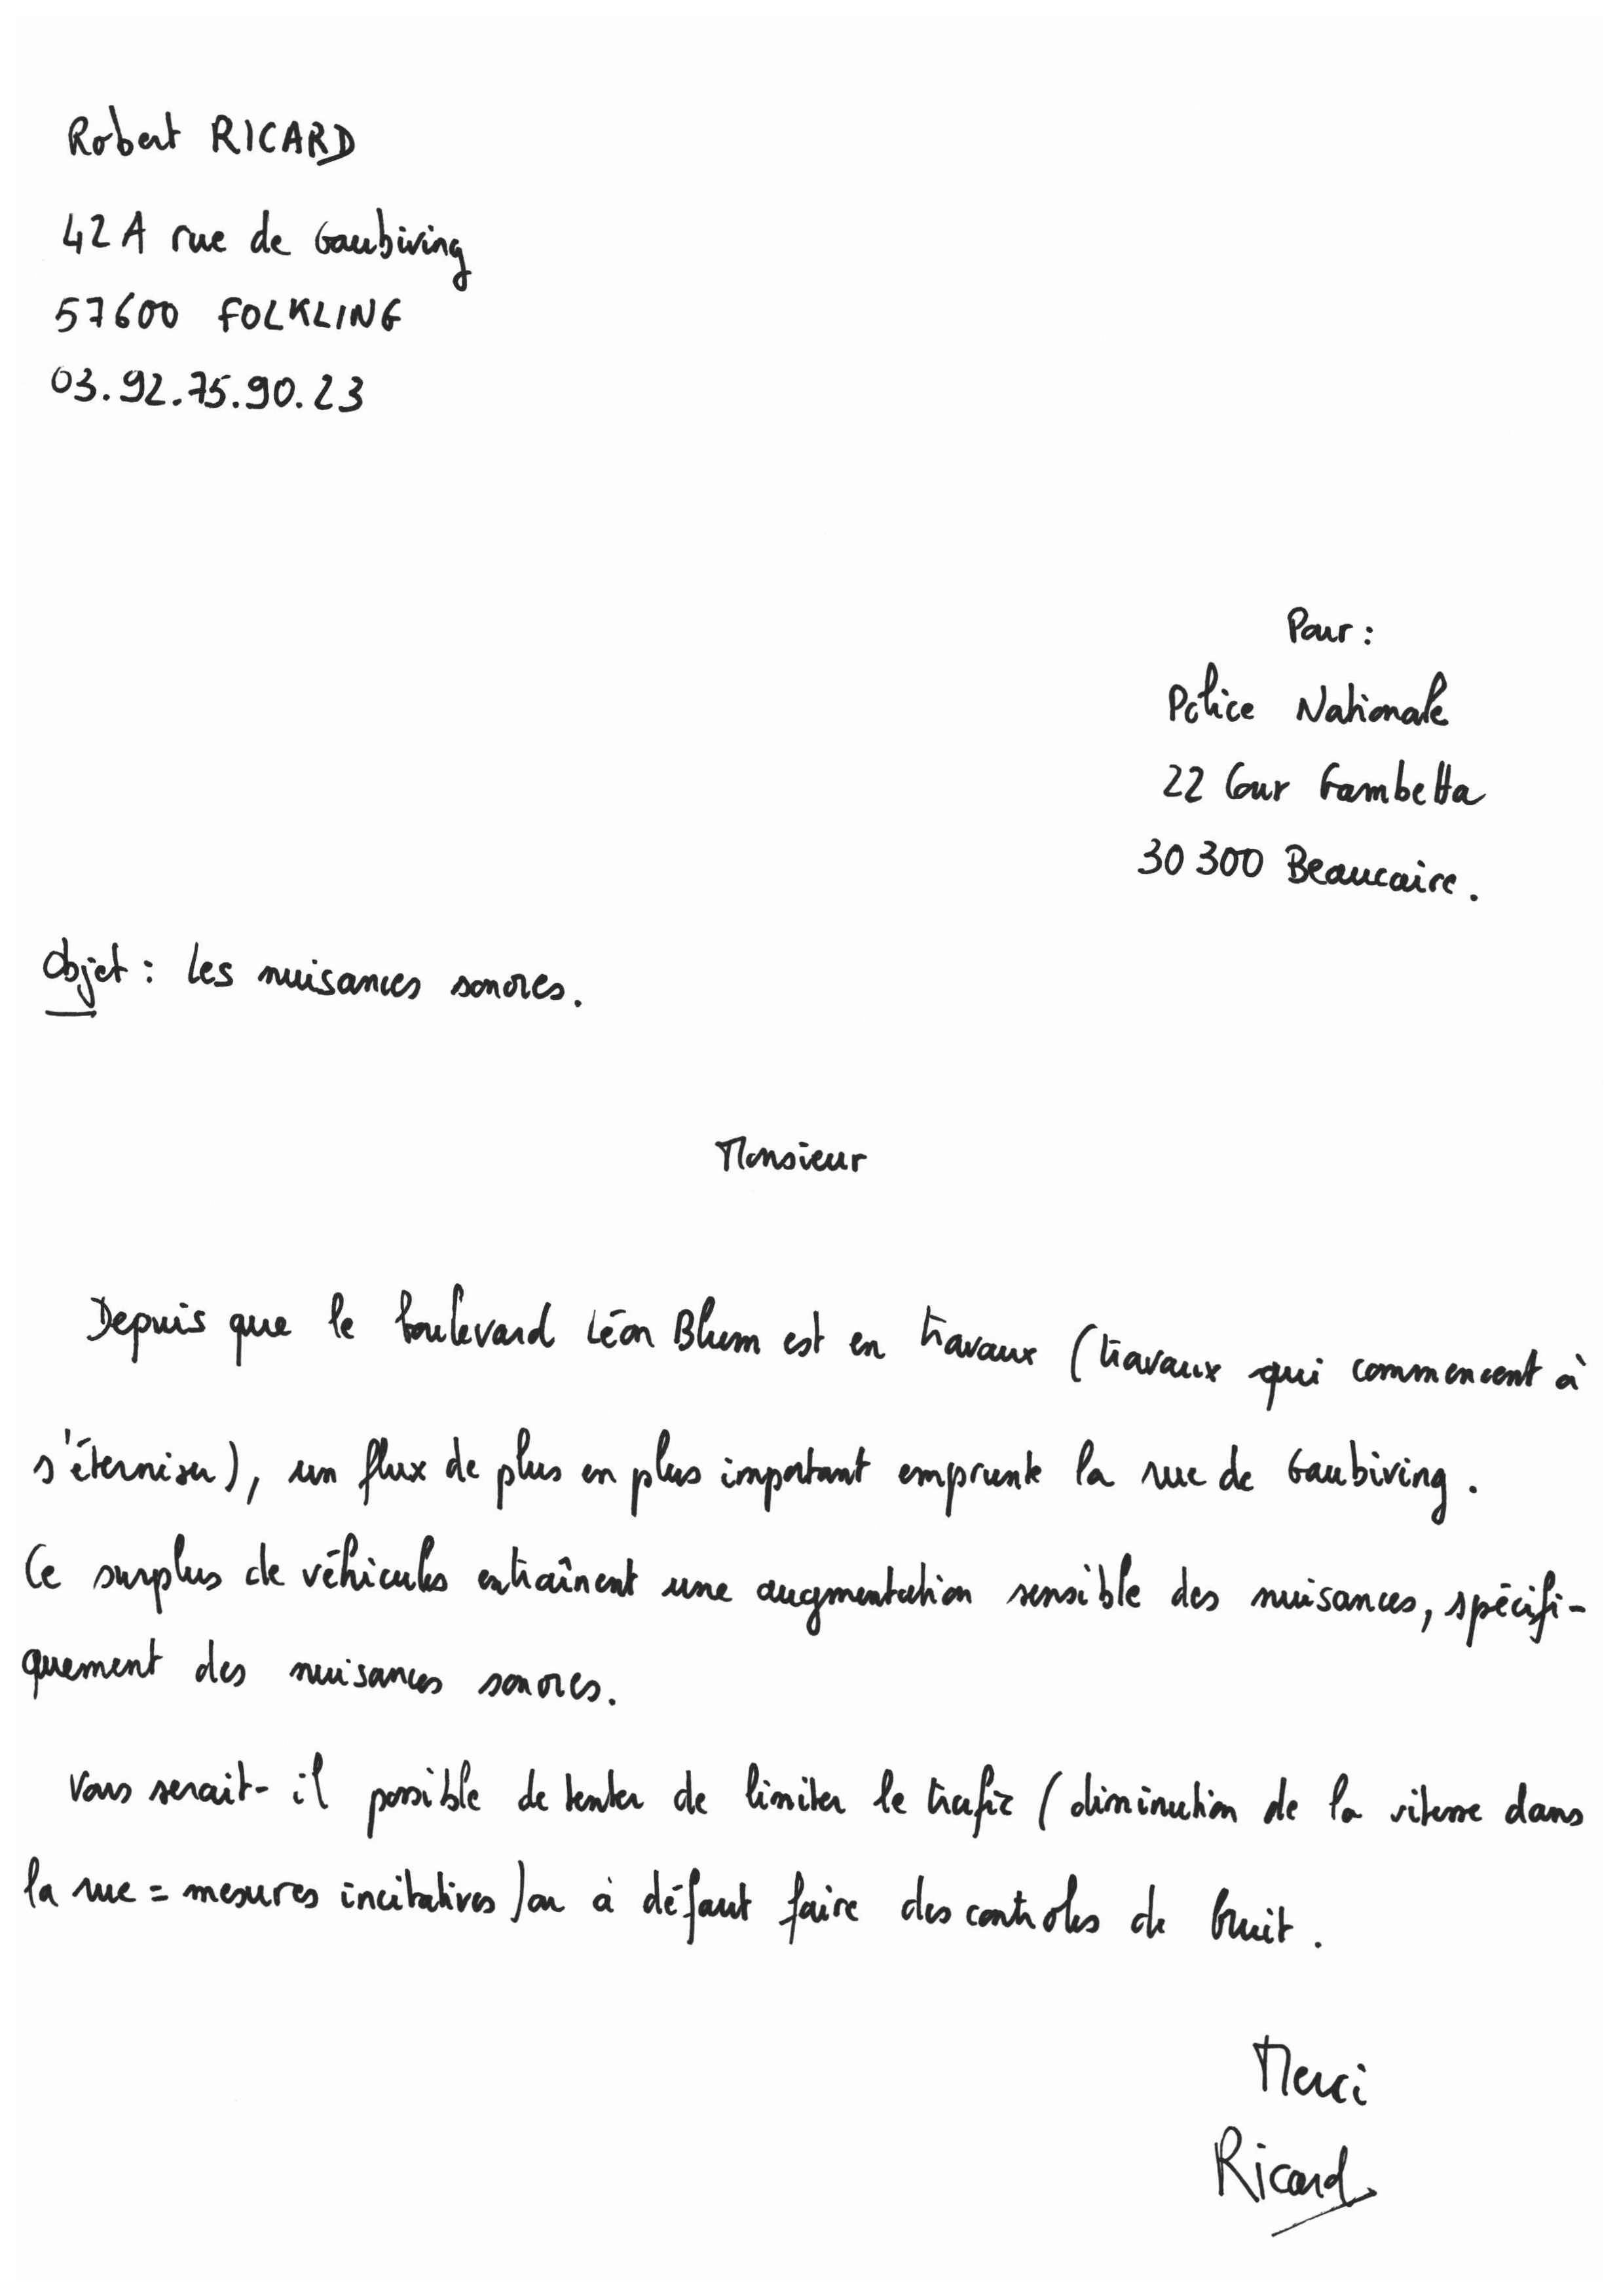 Robert RICARD
42 A rue de Gaubiving
57600 FOLKLING
03.92.75.90.23
Pour :
Police Nationale
22 Cour Gambetta
30 300 Beaucaire.
Objet : Les nuisances sonores.
Monsieur
Depuis que le boulevard Léon Blum est en travaux (travaux qui commencent à
s'éterniser), un flux de plus en plus important emprunte la rue de Gaubiving.
Ce surplus de véhicules entraînent une augmentation sensible des nuisances, spécifi-
quement des nuisances sonores.
Vous serait-il possible de tenter de limiter le trafic (diminution de la vitesse dans
la rue = mesures incitatives) ou à défaut faire des controles de bruit.
Merci
Ricard